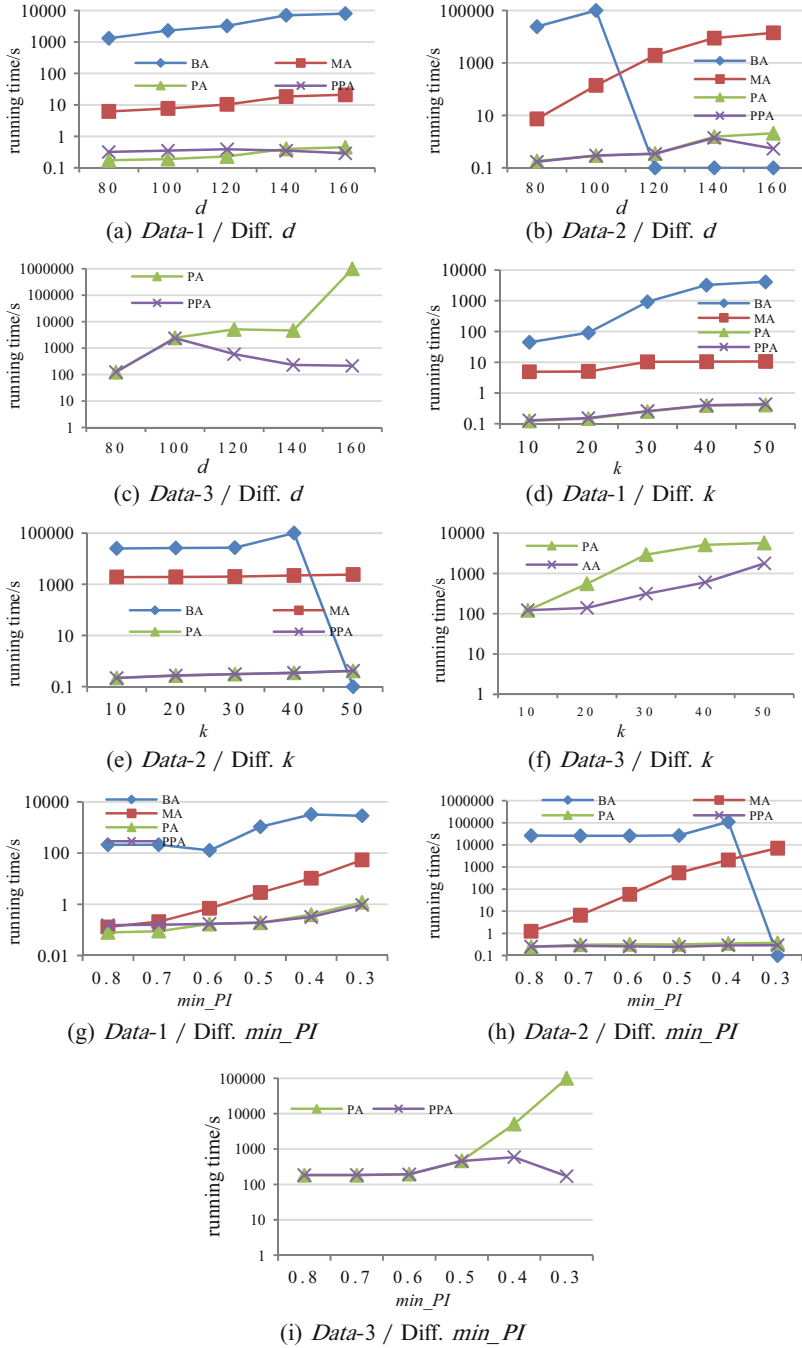 10000
1000
10
1
0.1
running time/s
BA
MA
PA
PPA
80 100 120 140 160
d
(a) Data-1 / Diff. d
100000
1000
10
0.1
running time/s
BA
MA
PA
PPA
80 100 120 140 160
d
(b) Data-2 / Diff. d
1000000
100000
10000
1000
100
1
running time/s
PA
PPA
80 100 120 140 160
d
(c) Data-3 / Diff. d
10000
1000
100
10
1
0.1
running time/s
BA
MA
PA
PPA
10 20 30 40 50
k
(d) Data-1 / Diff. k
100000
1000
10
0.1
running time/s
BA
MA
PA
PPA
10 20 30 40 50
k
(e) Data-2 / Diff. k
10000
1000
100
10
1
running time/s
PA
AA
10 20 30 40 50
k
(f) Data-3 / Diff. k
10000
100
1
0.01
running time/s
BA
MA
PA
PPA
0.8 0.7 0.6 0.5 0.4 0.3
min_PI
(g) Data-1 / Diff. min_PI
1000000
100000
10000
1000
100
10
1
0.1
running time/s
BA
MA
PA
PPA
0.8 0.7 0.6 0.5 0.4 0.3
min_PI
(h) Data-2 / Diff. min_PI
100000
10000
1000
100
10
1
running time/s
PA
PPA
0.8 0.7 0.6 0.5 0.4 0.3
min_PI
(i) Data-3 / Diff. min_PI